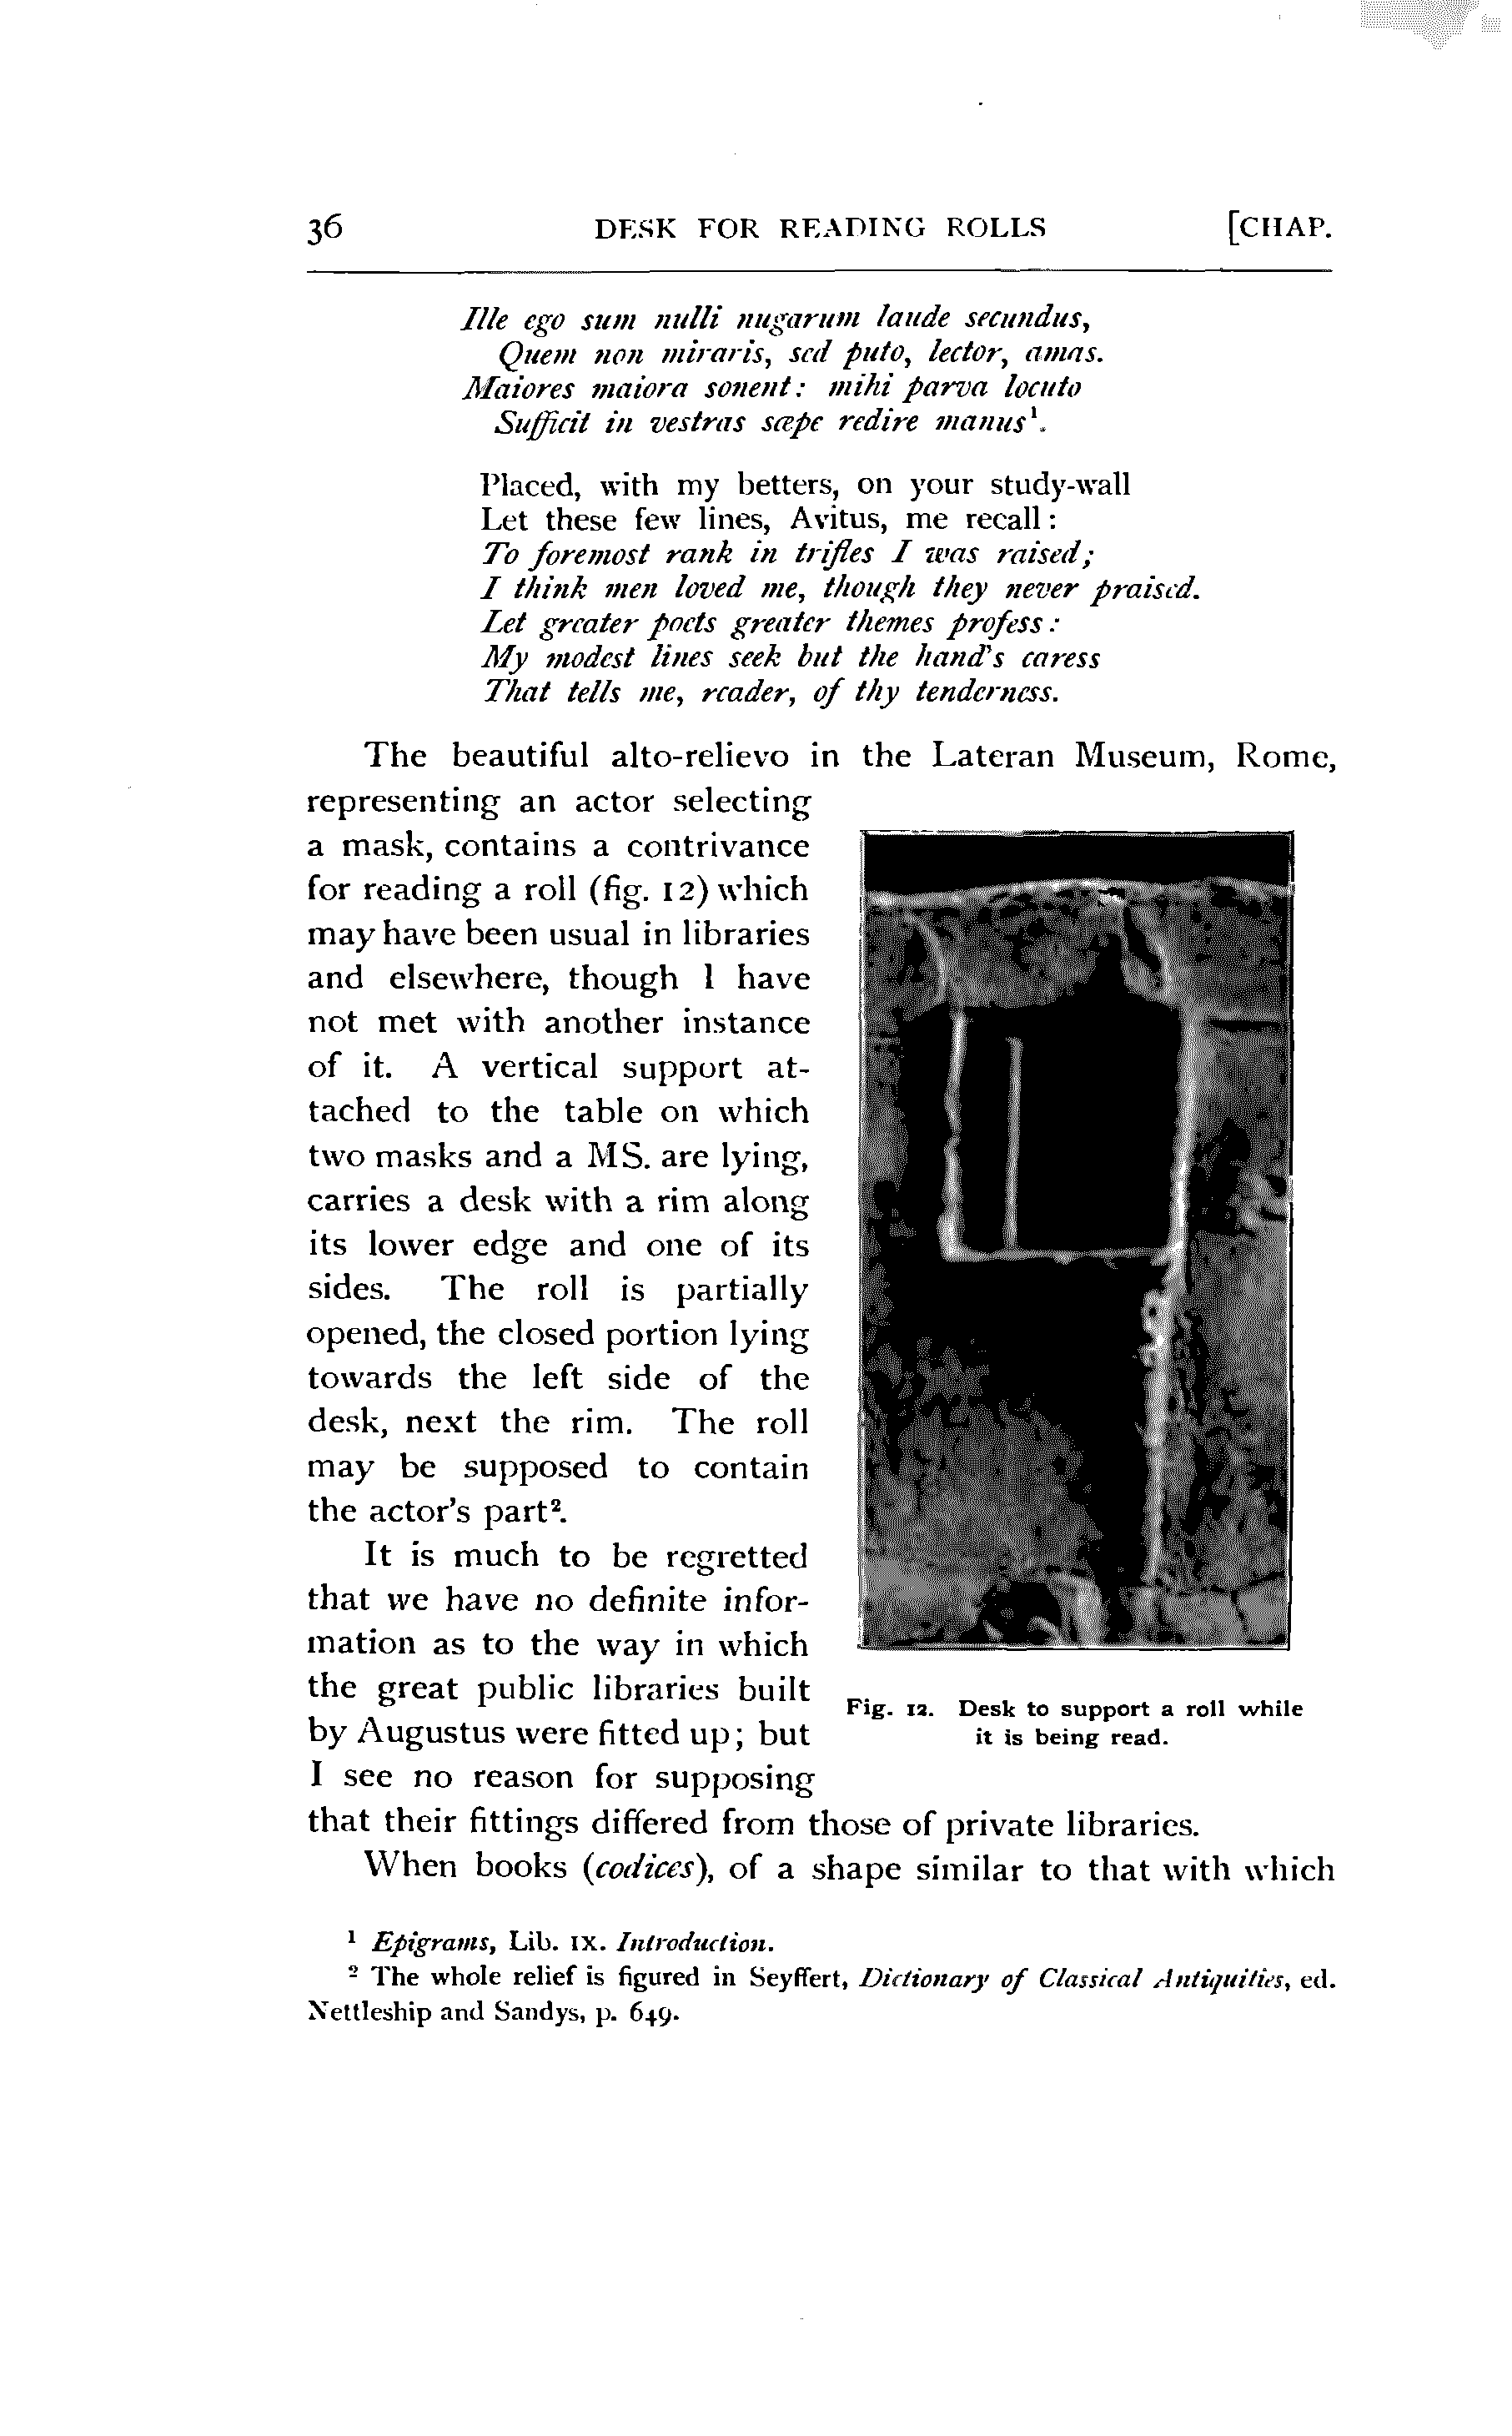 36 DESK FOR READING ROLLS [CHAP.
Ille ego sum nulli nugarum laude secundus,
Quem non miraris, sed puto, lector, amas.
Maiores maiora sonent: mihi parva locuto
Sufficit in vestras sæpe redire manus¹.
Placed, with my betters, on your study-wall
Let these few lines, Avitus, me recall:
To foremost rank in trifles I was raised;
I think men loved me, though they never praised.
Let greater poets greater themes profess:
My modest lines seek but the hand's caress
That tells me, reader, of thy tenderness.
The beautiful alto-relievo in the Lateran Museum, Rome,
representing an actor selecting
a mask, contains a contrivance
for reading a roll (fig. 12) which
may have been usual in libraries
and elsewhere, though I have
not met with another instance
of it. A vertical support at-
tached to the table on which
two masks and a MS. are lying,
carries a desk with a rim along
its lower edge and one of its
sides. The roll is partially
opened, the closed portion lying
towards the left side of the
desk, next the rim. The roll
may be supposed to contain
the actor's part².
It is much to be regretted
that we have no definite infor-
mation as to the way in which
the great public libraries built
by Augustus were fitted up; but
I see no reason for supposing
that their fittings differed from those of private libraries.
When books (codices), of a shape similar to that with which
Fig. 12. Desk to support a roll while
it is being read.
¹ Epigrams, Lib. IX. Introduction.
² The whole relief is figured in Seyffert, Dictionary of Classical Antiquities, ed.
Nettleship and Sandys, p. 649.